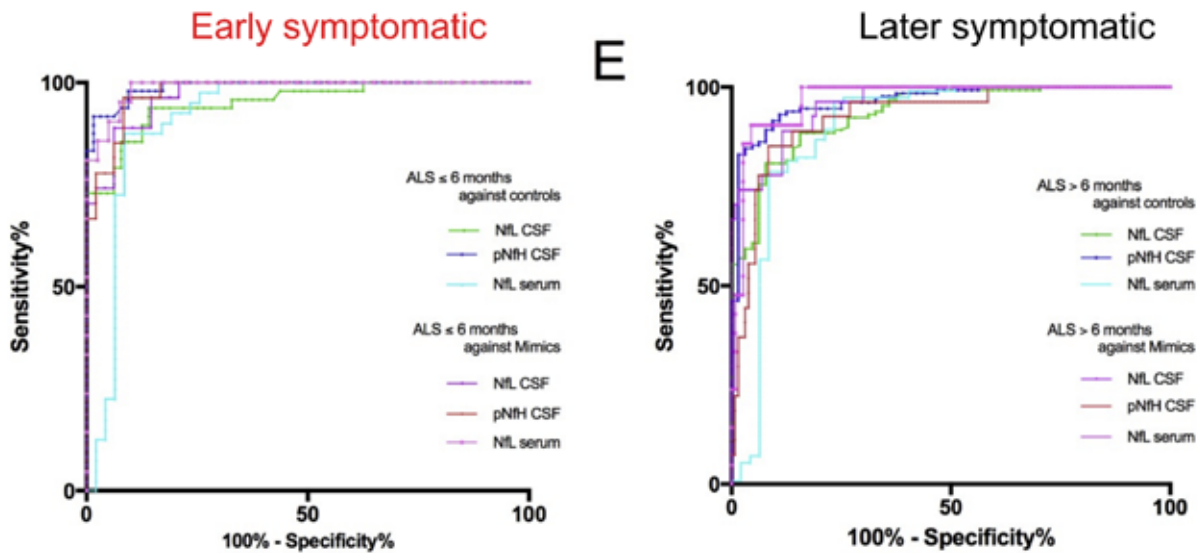 Early symptomatic
100
50
0
Sensitivity%
0
50
100
100% - Specificity%
ALS ≤ 6 months
against controls
NfL CSF
pNfH CSF
NfL serum
ALS ≤ 6 months
against Mimics
NfL CSF
pNfH CSF
NfL serum
E
Later symptomatic
100
50
0
Sensitivity%
0
50
100
100% - Specificity%
ALS > 6 months
against controls
NfL CSF
pNfH CSF
NfL serum
ALS > 6 months
against Mimics
NfL CSF
pNfH CSF
NfL serum